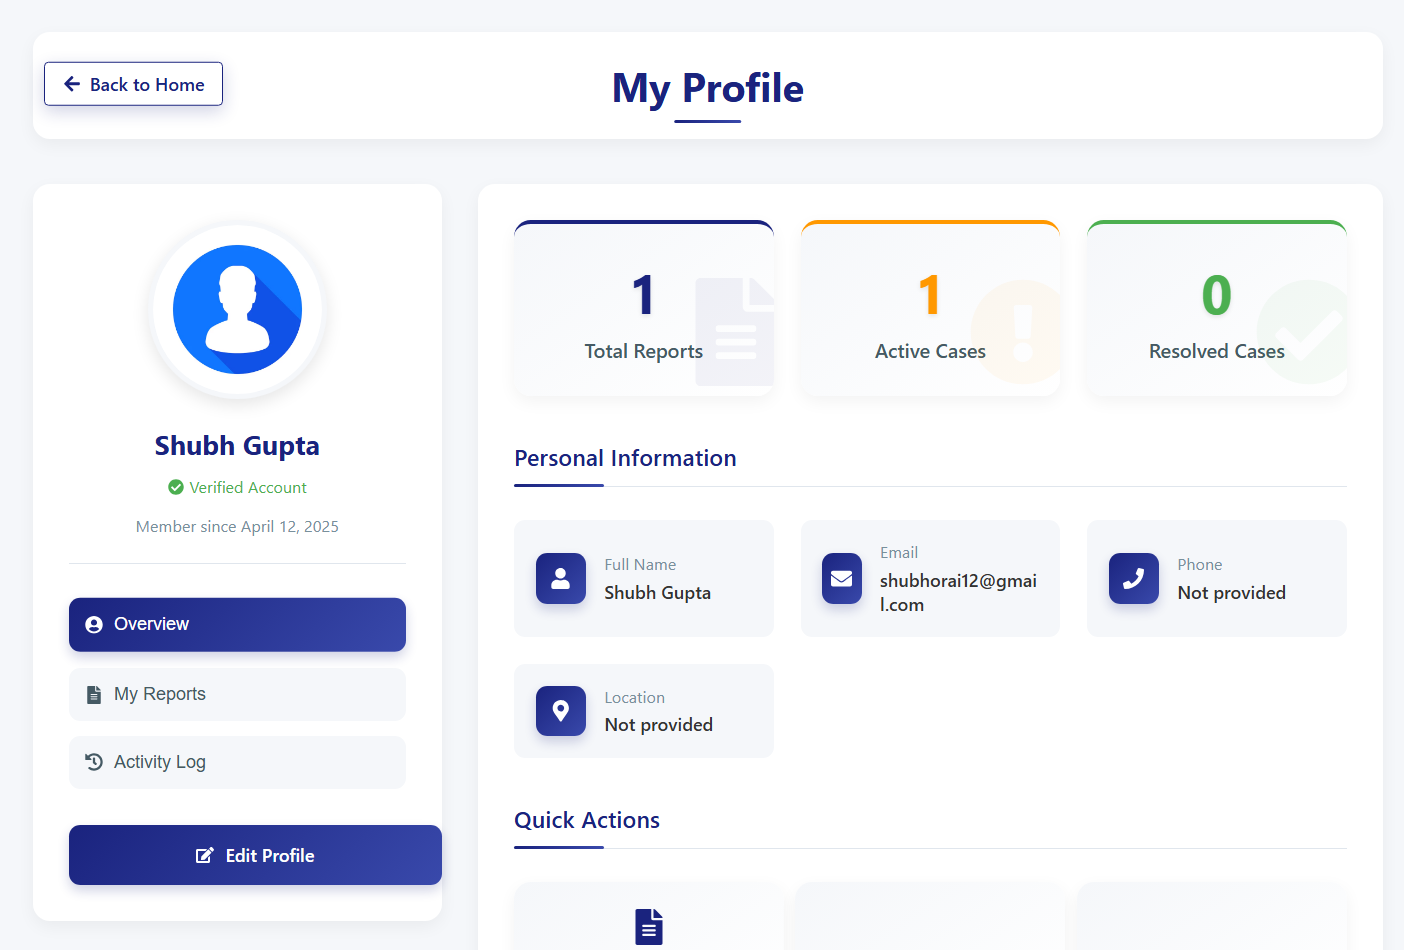 Back to Home
My Profile
Shubh Gupta
Verified Account
Member since April 12, 2025
Overview
My Reports
Activity Log
Edit Profile
1
Total Reports
1
Active Cases
0
Resolved Cases
Personal Information
Full Name
Shubh Gupta
Email
shubhorai12@gmai
l.com
Phone
Not provided
Location
Not provided
Quick Actions